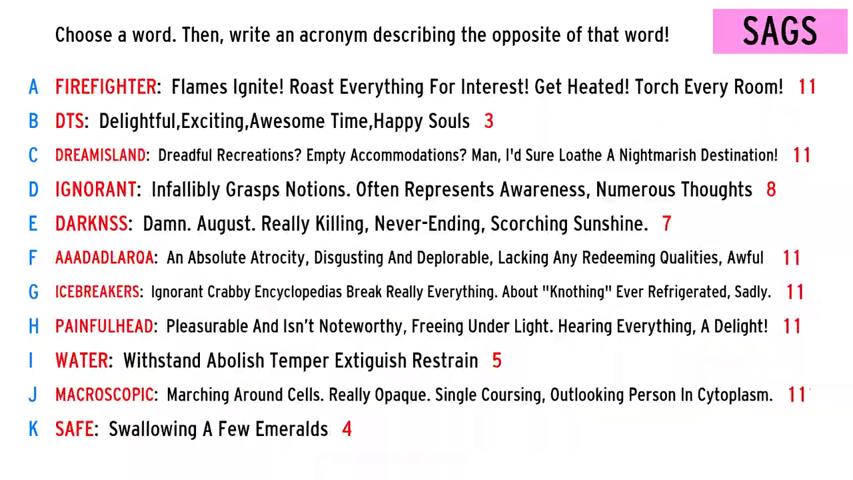 Choose a word. Then, write an acronym describing the opposite of that word!
SAGS
A FIREFIGHTER: Flames Ignite! Roast Everything For Interest! Get Heated! Torch Every Room! 11
B DTS: Delightful,Exciting,Awesome Time,Happy Souls 3
C DREAMISLAND: Dreadful Recreations? Empty Accommodations? Man, I'd Sure Loathe A Nightmarish Destination! 11
D IGNORANT: Infallibly Grasps Notions. Often Represents Awareness, Numerous Thoughts 8
E DARKNSS: Damn. August. Really Killing, Never-Ending, Scorching Sunshine. 7
F AAADADLARQA: An Absolute Atrocity, Disgusting And Deplorable, Lacking Any Redeeming Qualities, Awful 11
G ICEBREAKERS: Ignorant Crabby Encyclopedias Break Really Everything. About "Knothing" Ever Refrigerated, Sadly. 11
H PAINFULHEAD: Pleasurable And Isn't Noteworthy, Freeing Under Light. Hearing Everything, A Delight! 11
I WATER: Withstand Abolish Temper Extiguish Restrain 5
J MACROSCOPIC: Marching Around Cells. Really Opaque. Single Coursing, Outlooking Person In Cytoplasm. 11
K SAFE: Swallowing A Few Emeralds 4